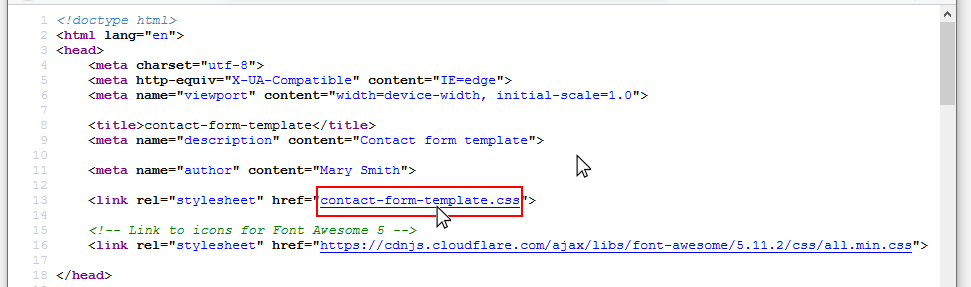 1 <!doctype html>
2 <html lang="en">
3 <head>
4 <meta charset="utf-8">
5 <meta http-equiv="X-UA-Compatible" content="IE=edge">
6 <meta name="viewport" content="width=device-width, initial-scale=1.0">
7
8 <title>contact-form-template</title>
9 <meta name="description" content="Contact form template">
10
11 <meta name="author" content="Mary Smith">
12
13 <link rel="stylesheet" href="contact-form-template.css">
14
15 <!-- Link to icons for Font Awesome 5 -->
16 <link rel="stylesheet" href="https://cdnjs.cloudflare.com/ajax/libs/font-awesome/5.11.2/css/all.min.css">
17
18 </head>